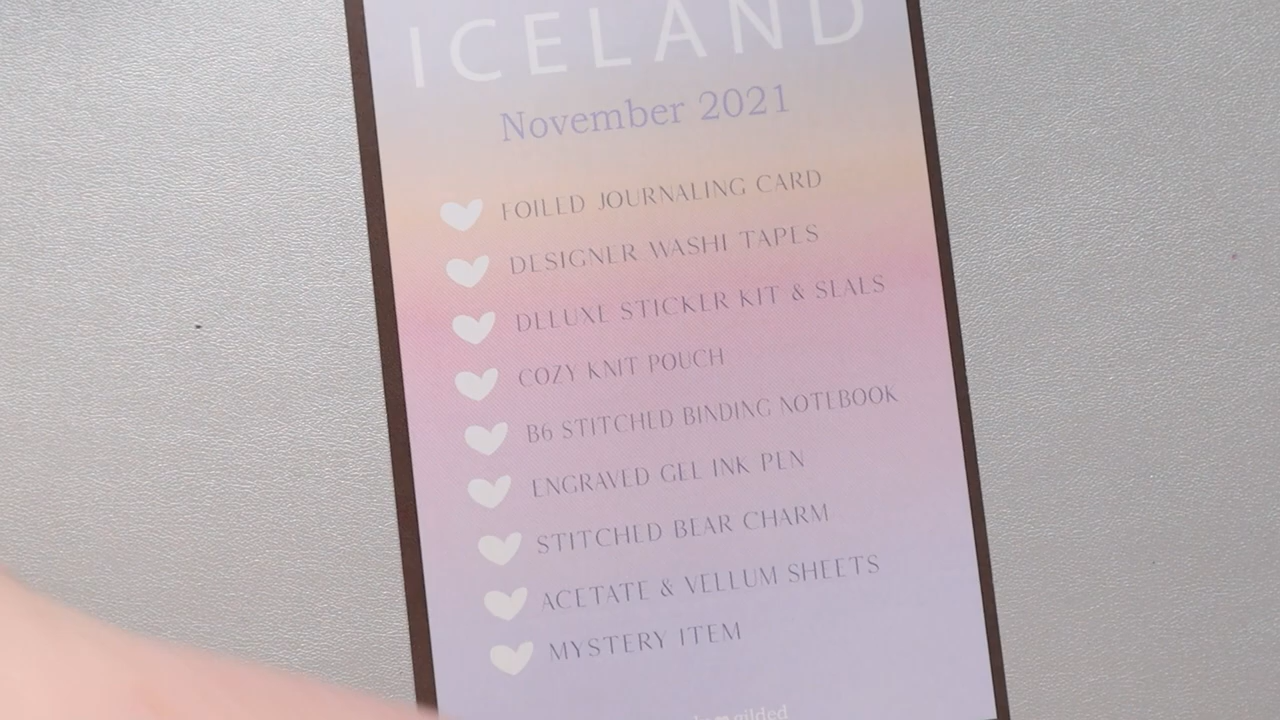 ICELAND
November 2021
FOILED JOURNALING CARD
DESIGNER WASHI TAPES
DELUXE STICKER KIT & SEALS
COZY KNIT POUCH
B6 STITCHED BINDING NOTEBOOK
ENGRAVED GEL INK PEN
STITCHED BEAR CHARM
ACETATE & VELLUM SHEETS
MYSTERY ITEM
gilded